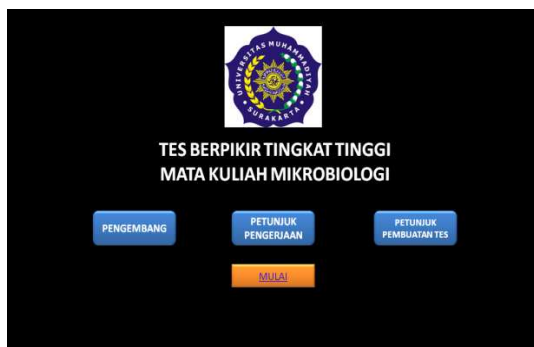 UNIVERSITAS MUHAMMADIYAH
SURAKARTA
TES BERPIKIR TINGKAT TINGGI
MATA KULIAH MIKROBIOLOGI
PENGEMBANG
PETUNJUK
PENGERJAAN
PETUNJUK
PEMBUATAN TES
MULAI